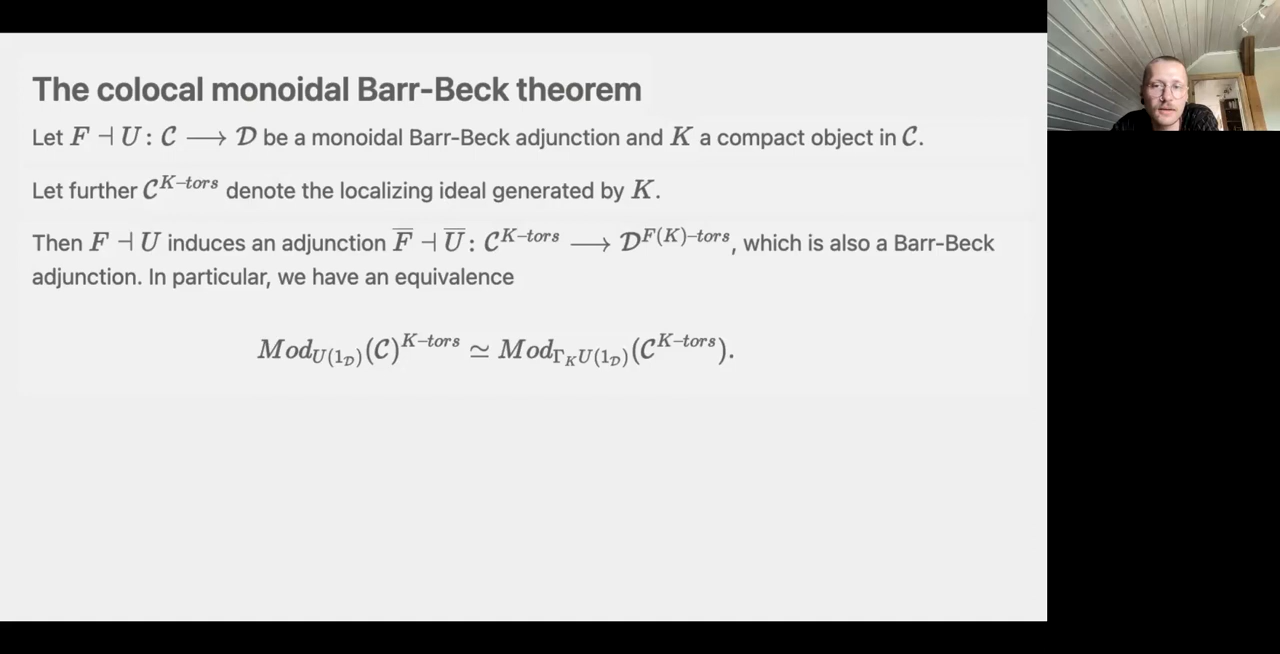 The colocal monoidal Barr-Beck theorem
Let F ⊣ U : 𝒞 ⟶ 𝒟 be a monoidal Barr-Beck adjunction and K a compact object in 𝒞.
Let further 𝒞^{K-tors} denote the localizing ideal generated by K.
Then F ⊣ U induces an adjunction F̅ ⊣ U̅ : 𝒞^{K-tors} ⟶ 𝒟^{F(K)-tors}, which is also a Barr-Beck
adjunction. In particular, we have an equivalence
Mod_{U(1_𝒟)}(𝒞)^{K-tors} ≃ Mod_{Γ_K U(1_𝒟)}(𝒞^{K-tors}).